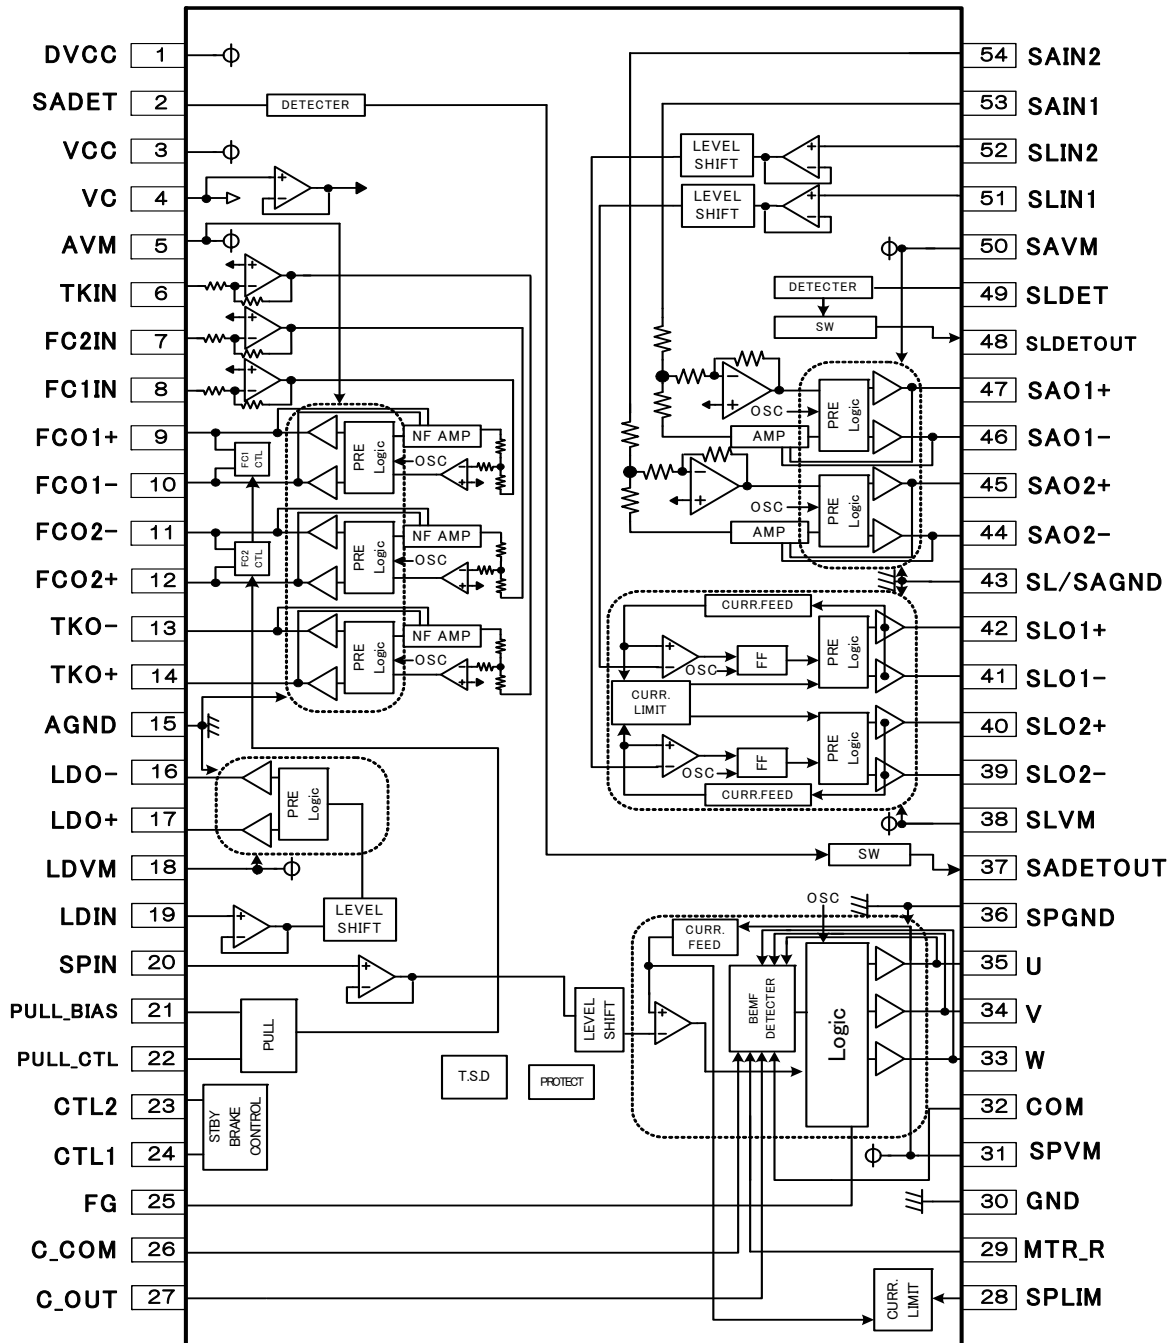 DVCC 1
SADET 2
VCC 3
VC 4
AVM 5
TKIN 6
FC2IN 7
FC1IN 8
FCO1+ 9
FCO1- 10
FCO2- 11
FCO2+ 12
TKO- 13
TKO+ 14
AGND 15
LDO- 16
LDO+ 17
LDVM 18
LDIN 19
SPIN 20
PULL_BIAS 21
PULL_CTL 22
CTL2 23
CTL1 24
FG 25
C_COM 26
C_OUT 27
54 SAIN2
53 SAIN1
52 SLIN2
51 SLIN1
50 SAVM
49 SLDET
48 SLDETOUT
47 SAO1+
46 SAO1-
45 SAO2+
44 SAO2-
43 SL/SAGND
42 SLO1+
41 SLO1-
40 SLO2+
39 SLO2-
38 SLVM
37 SADETOUT
36 SPGND
35 U
34 V
33 W
32 COM
31 SPVM
30 GND
29 MTR_R
28 SPLIM
DETECTER
FC1
CTL
FC2
CTL
PRE
Logic
NF AMP
OSC
PRE
Logic
NF AMP
OSC
PRE
Logic
NF AMP
OSC
PRE
Logic
LEVEL
SHIFT
PULL
STBY
BRAKE
CONTROL
T.S.D
PROTECT
LEVEL
SHIFT
LEVEL
SHIFT
LEVEL
SHIFT
DETECTER
SW
OSC
PRE
Logic
AMP
OSC
PRE
Logic
AMP
CURR.FEED
OSC
FF
PRE
Logic
CURR.
LIMIT
OSC
FF
PRE
Logic
CURR.FEED
SW
OSC
CURR.
FEED
BEMF
DETECTER
Logic
CURR.
LIMIT